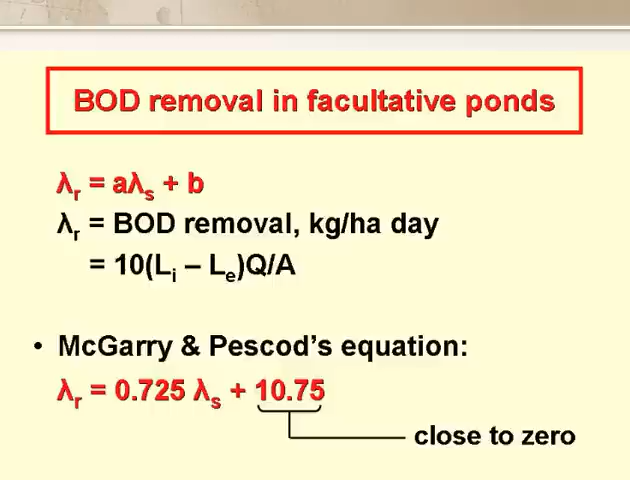 BOD removal in facultative ponds
λr = aλs + b
λr = BOD removal, kg/ha day
= 10(Li – Le)Q/A
• McGarry & Pescod's equation:
λr = 0.725 λs + 10.75
close to zero